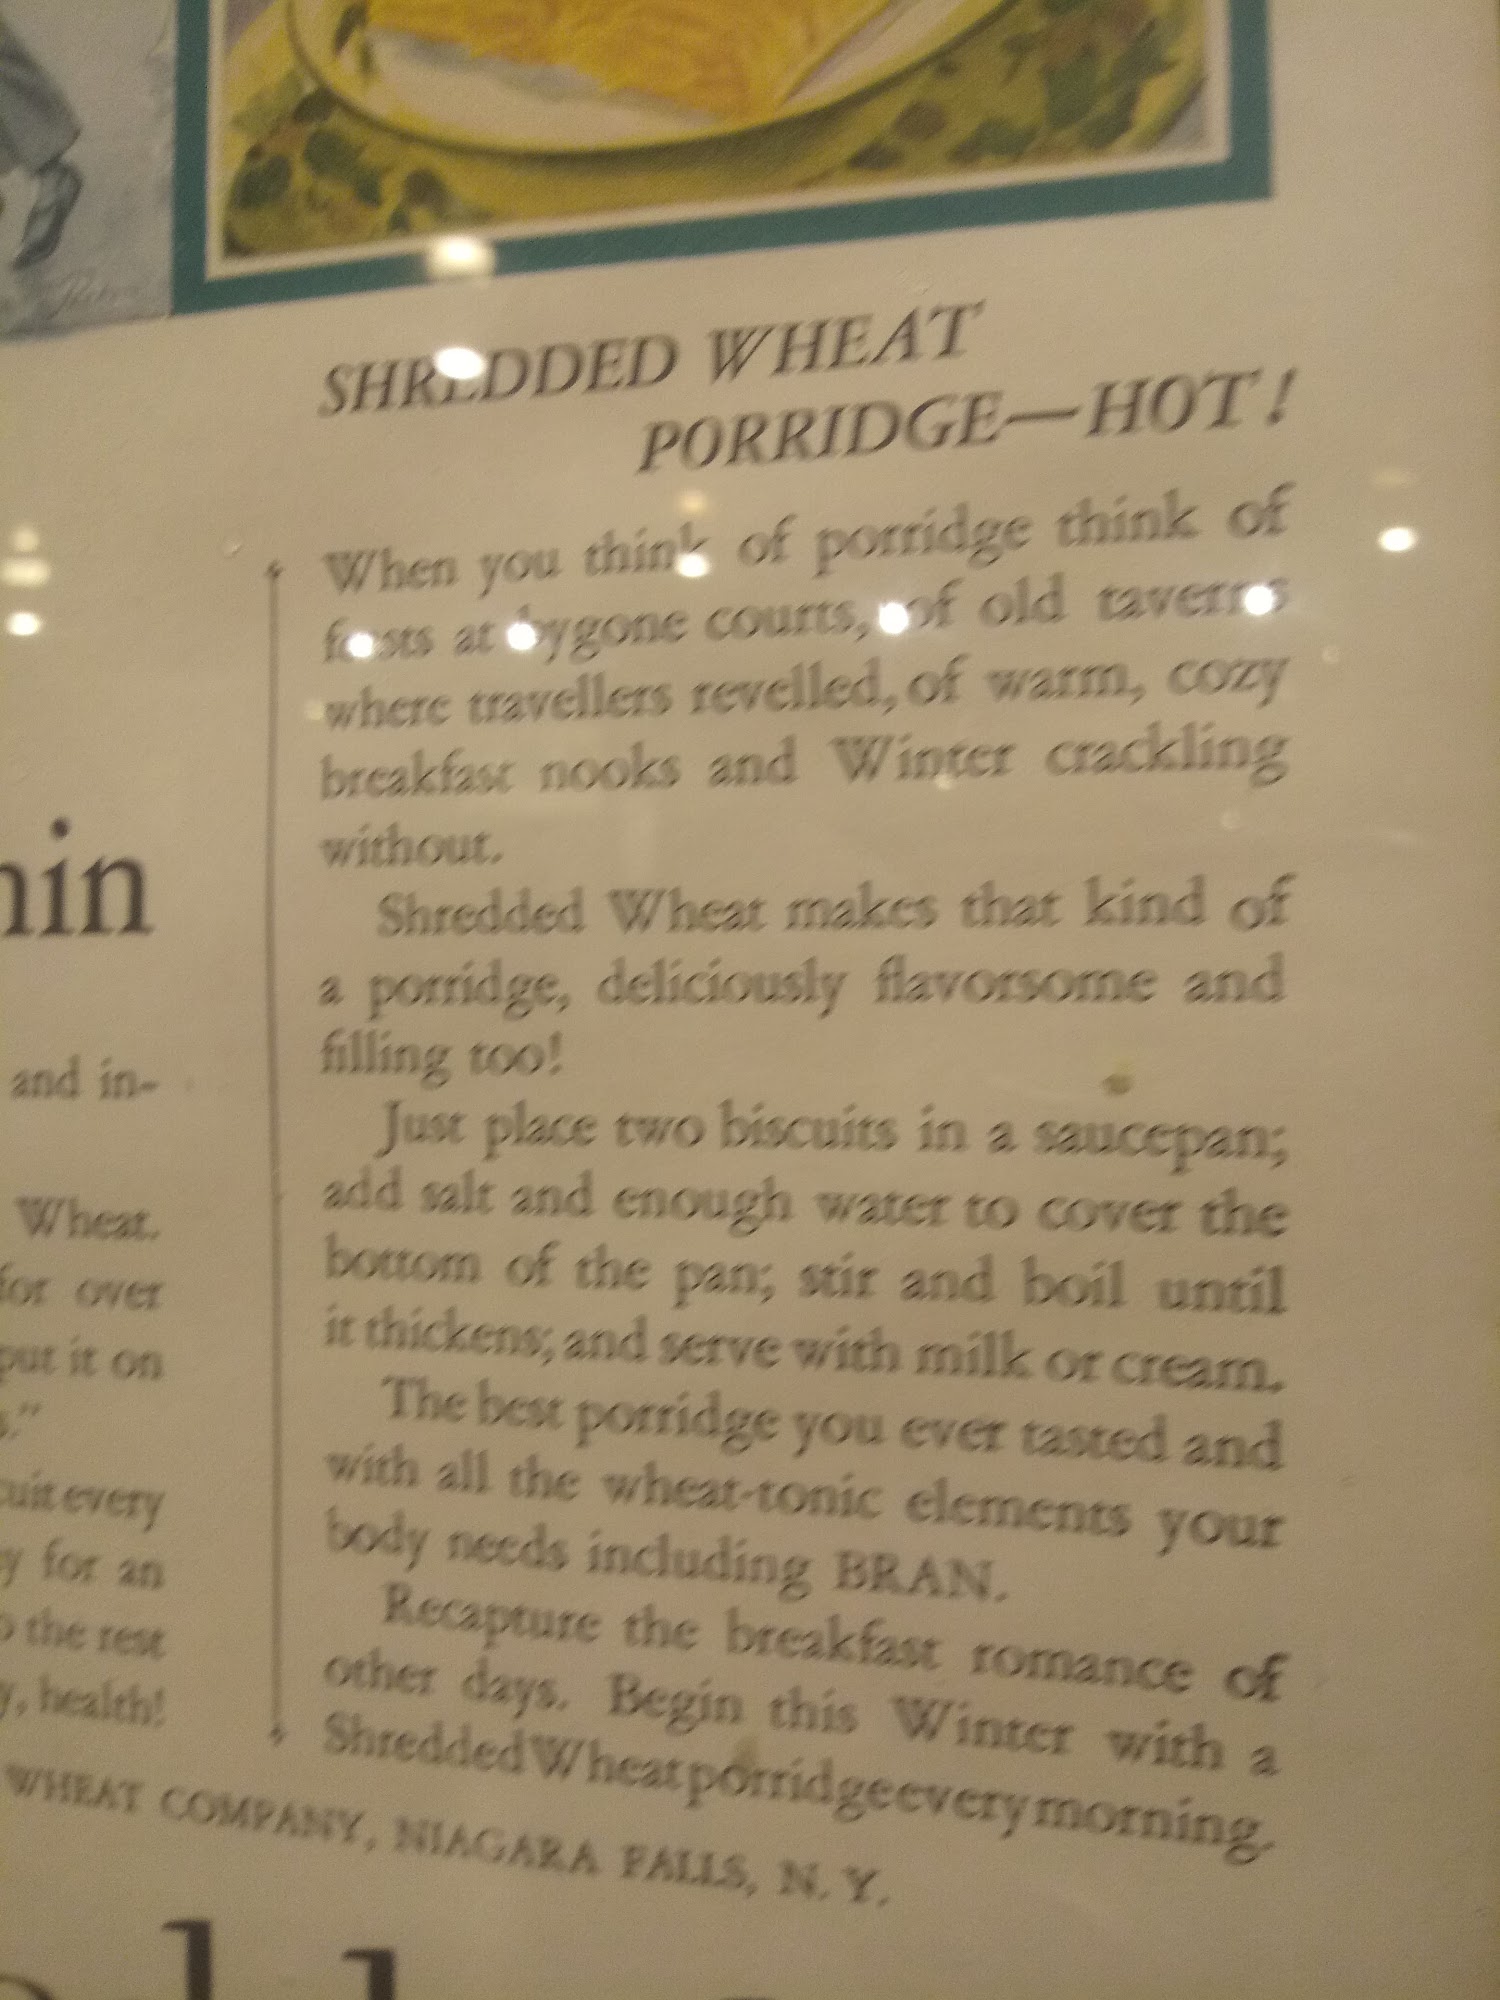 SHREDDED WHEAT
PORRIDGE—HOT!
When you think of porridge think of
feasts at bygone courts, of old taverns
where travellers revelled, of warm, cozy
breakfast nooks and Winter crackling
without.
Shredded Wheat makes that kind of
a porridge, deliciously flavorsome and
filling too!
Just place two biscuits in a saucepan;
add salt and enough water to cover the
bottom of the pan; stir and boil until
it thickens; and serve with milk or cream.
The best porridge you ever tasted and
with all the wheat-tonic elements your
body needs including BRAN.
Recapture the breakfast romance of
other days. Begin this Winter with a
Shredded Wheat porridge every morning.
hin
and in-
Wheat.
for over
put it on
s."
cuit every
y for an
o the rest
y, health!
WHEAT COMPANY, NIAGARA FALLS, N. Y.